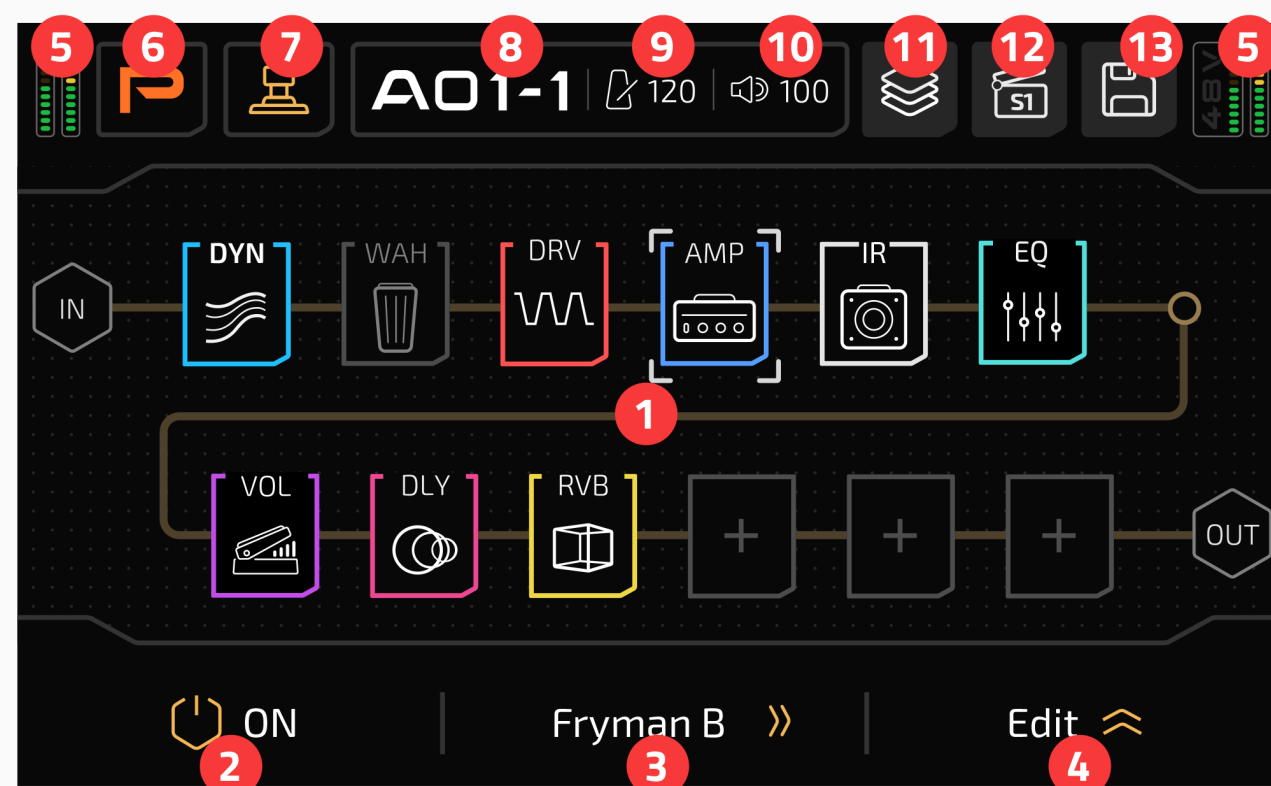 5 6 7 8 9 10 11 12 13 5
A01-1 120 100 S1 48V
DYN WAH DRV AMP IR EQ
IN
1
VOL DLY RVB + + +
OUT
ON Fryman B Edit
2 3 4